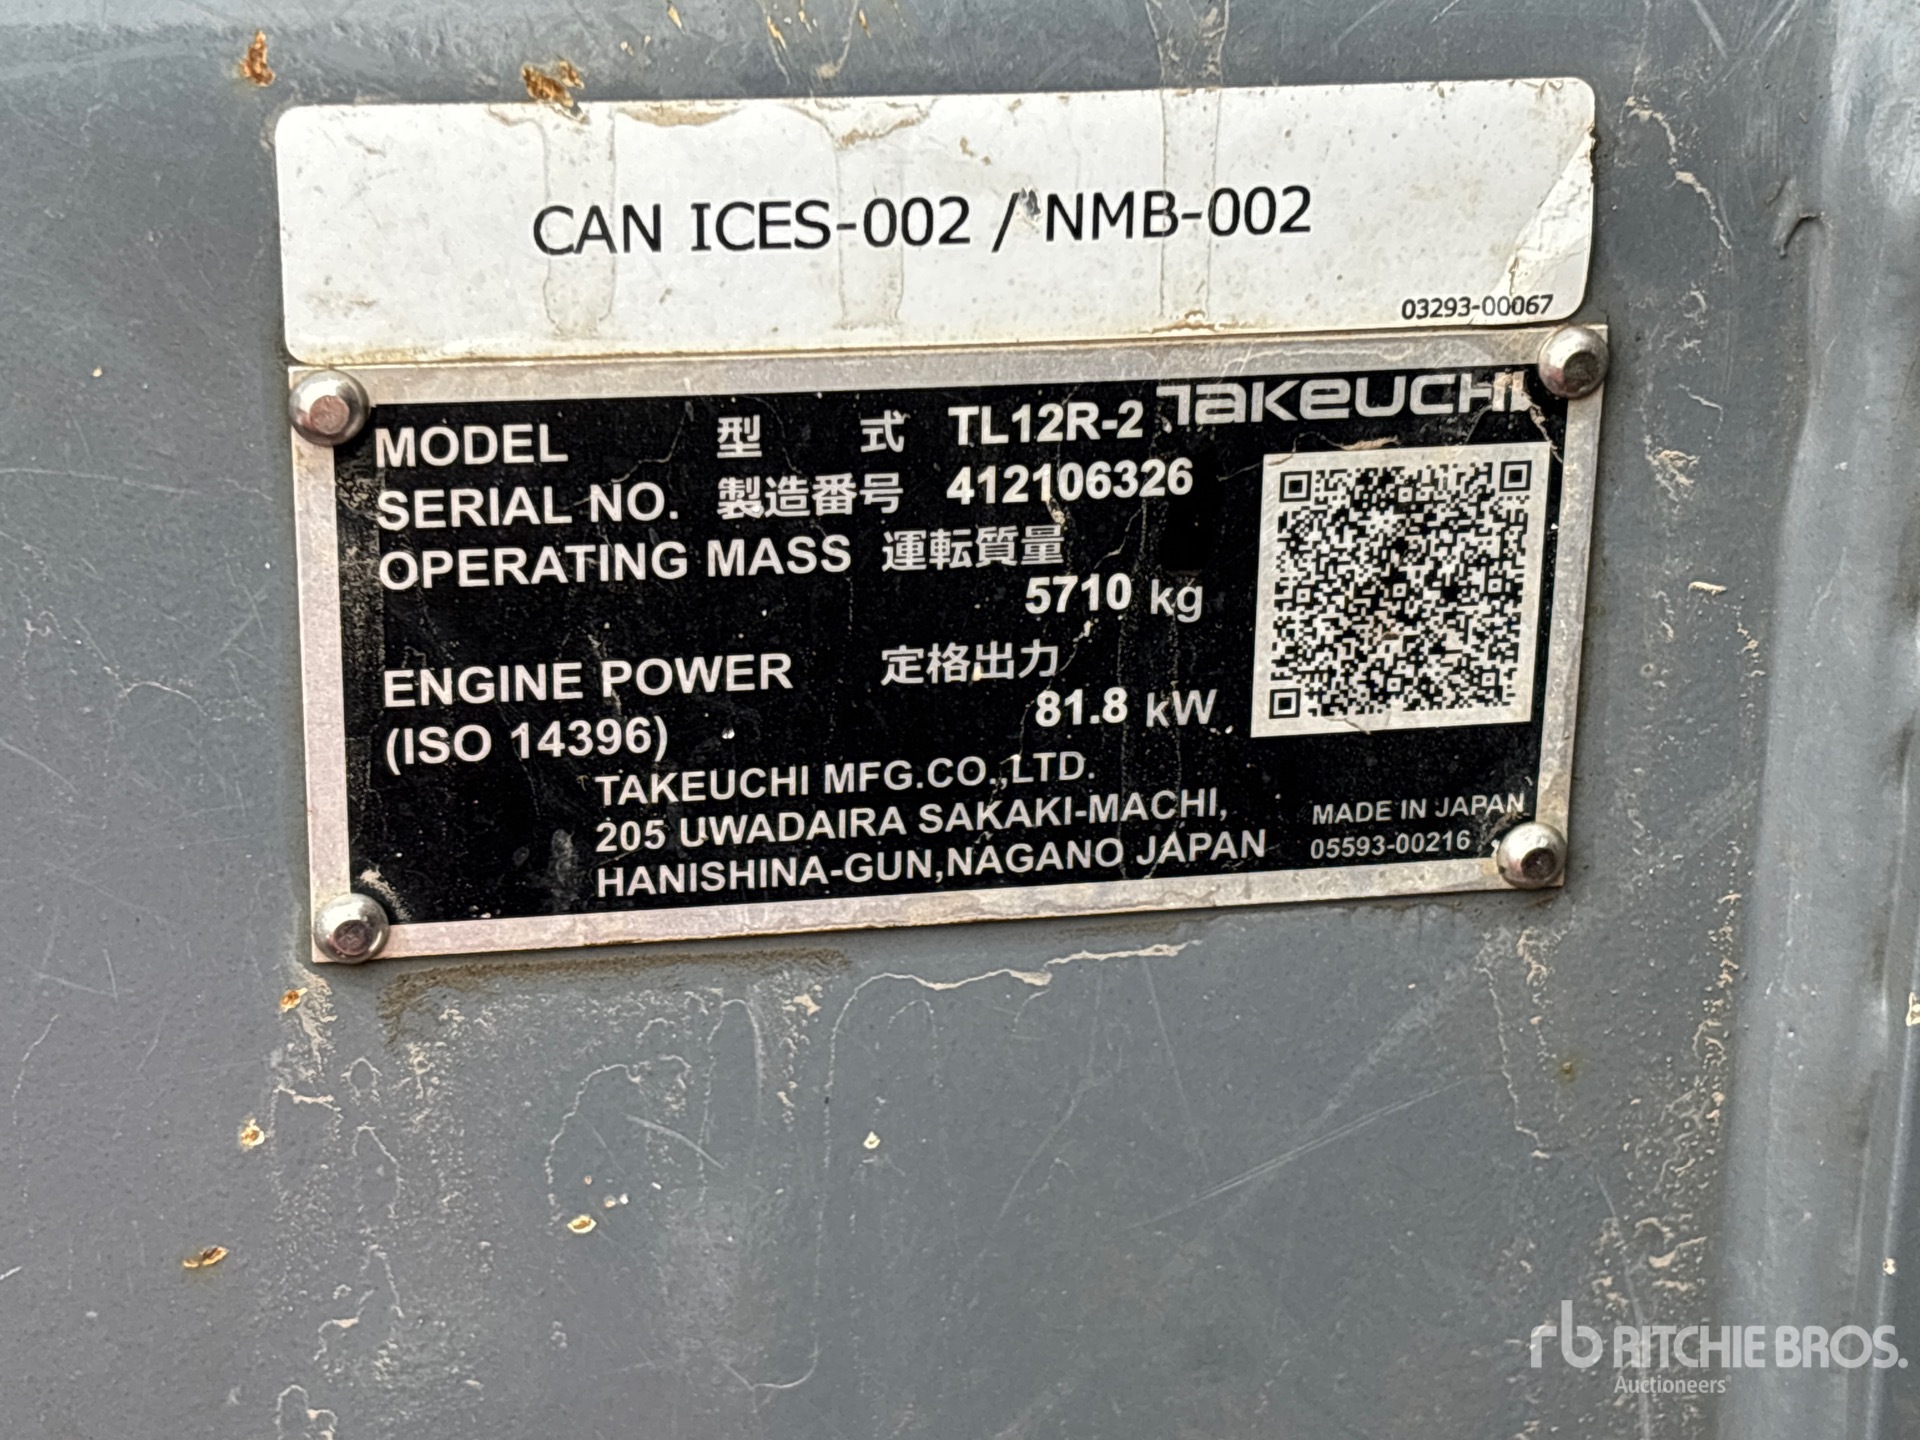 CAN ICES-002 / NMB-002
03293-00067
TAKEUCHI
MODEL 型 式 TL12R-2
SERIAL NO. 製造番号 412106326
OPERATING MASS 運転質量
5710 kg
ENGINE POWER 定格出力
(ISO 14396) 81.8 kW
TAKEUCHI MFG.CO.,LTD.
205 UWADAIRA SAKAKI-MACHI,
HANISHINA-GUN,NAGANO JAPAN
MADE IN JAPAN
05593-00216
rb RITCHIE BROS.
Auctioneers